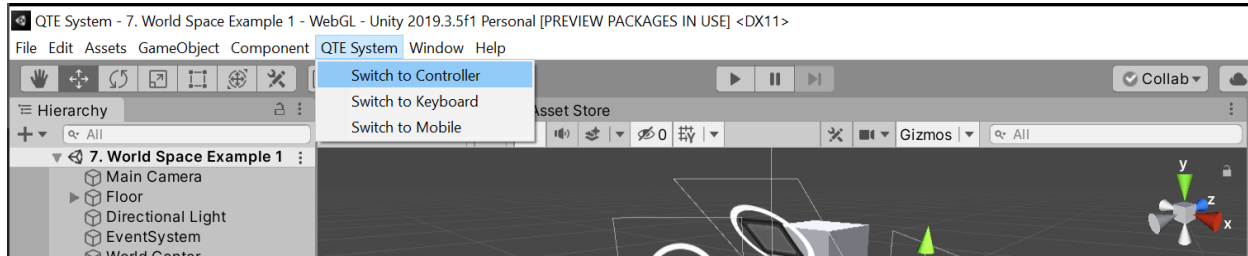 QTE System - 7. World Space Example 1 - WebGL - Unity 2019.3.5f1 Personal [PREVIEW PACKAGES IN USE] <DX11>
File Edit Assets GameObject Component QTE System Window Help
Switch to Controller
Collab
Hierarchy
Switch to Keyboard
Asset Store
All
Switch to Mobile
0
Gizmos
All
7. World Space Example 1
Main Camera
y
Floor
z
Directional Light
x
EventSystem
World Center